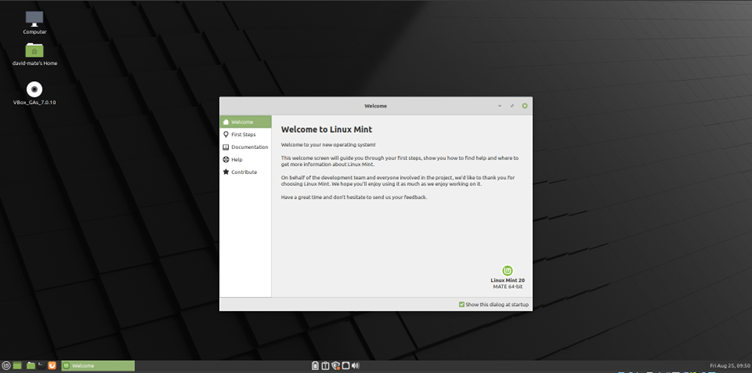 Computer
david-mate's Home
VBox_GAs_7.0.10
Welcome
Welcome
First Steps
Documentation
Help
Contribute
Welcome to Linux Mint
Welcome to your new operating system!
This welcome screen will guide you through your first steps, show you how to find help and where to
get more information about Linux Mint.
On behalf of the development team and everyone involved in the project, we'd like to thank you for
choosing Linux Mint. We hope you'll enjoy using it as much as we enjoy working on it.
Have a great time and don't hesitate to send us your feedback.
Linux Mint 20
MATE 64-bit
Show this dialog at startup
Welcome
Fri Aug 25, 09:50